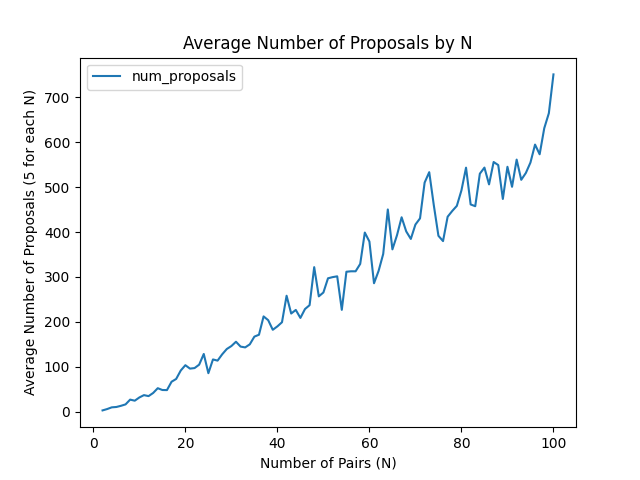 Average Number of Proposals by N
num_proposals
Average Number of Proposals (5 for each N)
700
600
500
400
300
200
100
0
0 20 40 60 80 100
Number of Pairs (N)